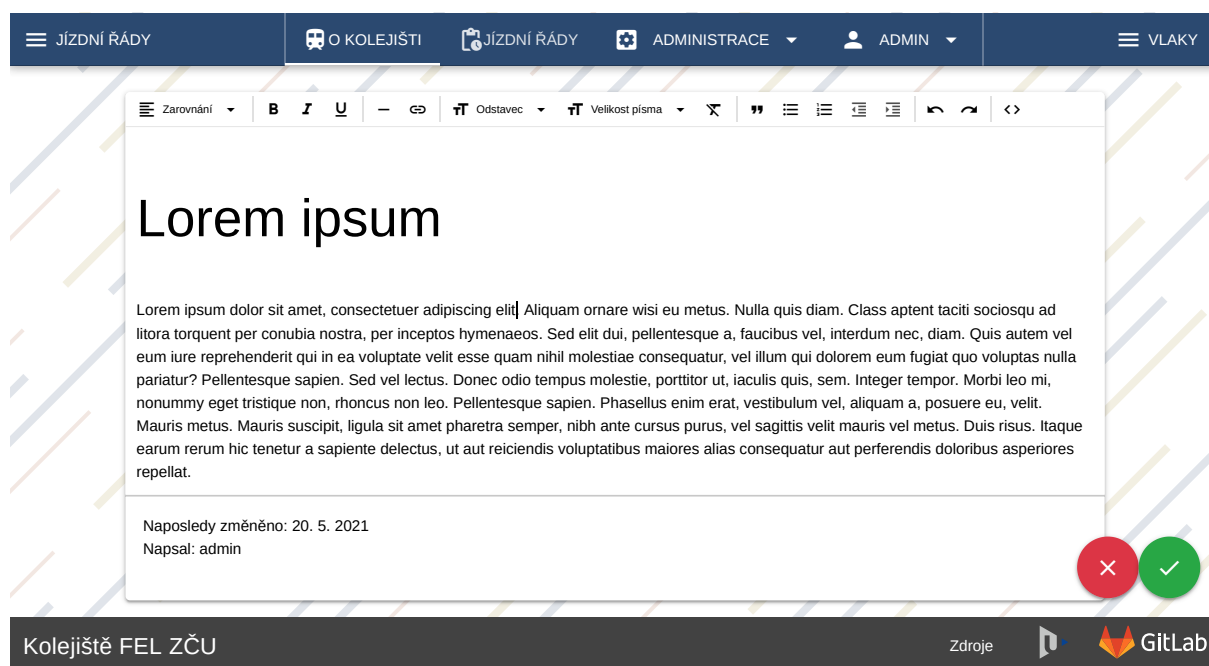 JÍZDNÍ ŘÁDY O KOLEJIŠTI JÍZDNÍ ŘÁDY ADMINISTRACE ADMIN VLAKY
Zarovnání B I U Odstavec Velikost písma
Lorem ipsum
Lorem ipsum dolor sit amet, consectetuer adipiscing elit. Aliquam ornare wisi eu metus. Nulla quis diam. Class aptent taciti sociosqu ad
litora torquent per conubia nostra, per inceptos hymenaeos. Sed elit dui, pellentesque a, faucibus vel, interdum nec, diam. Quis autem vel
eum iure reprehenderit qui in ea voluptate velit esse quam nihil molestiae consequatur, vel illum qui dolorem eum fugiat quo voluptas nulla
pariatur? Pellentesque sapien. Sed vel lectus. Donec odio tempus molestie, porttitor ut, iaculis quis, sem. Integer tempor. Morbi leo mi,
nonummy eget tristique non, rhoncus non leo. Pellentesque sapien. Phasellus enim erat, vestibulum vel, aliquam a, posuere eu, velit.
Mauris metus. Mauris suscipit, ligula sit amet pharetra semper, nibh ante cursus purus, vel sagittis velit mauris vel metus. Duis risus. Itaque
earum rerum hic tenetur a sapiente delectus, ut aut reiciendis voluptatibus maiores alias consequatur aut perferendis doloribus asperiores
repellat.
Naposledy změněno: 20. 5. 2021
Napsal: admin
Kolejiště FEL ZČU Zdroje GitLab